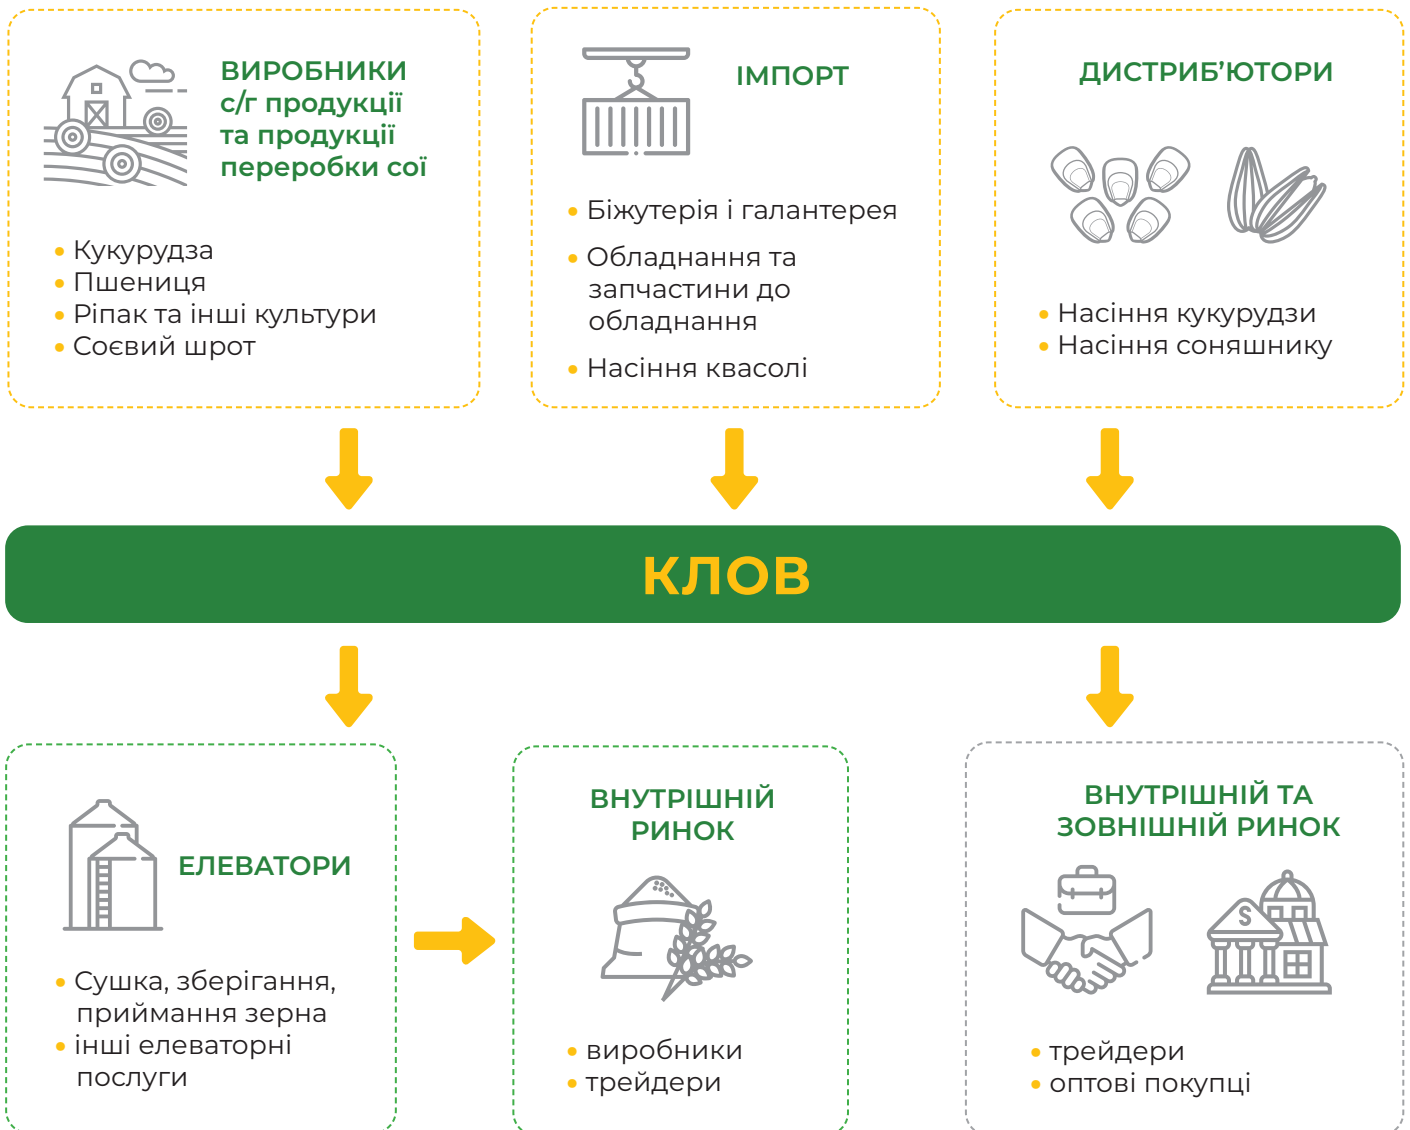 ВИРОБНИКИ
с/г продукції
та продукції
переробки сої
• Кукурудза
• Пшениця
• Ріпак та інші культури
• Соєвий шрот
ІМПОРТ
• Біжутерія і галантерея
• Обладнання та
запчастини до
обладнання
• Насіння квасолі
ДИСТРИБ’ЮТОРИ
• Насіння кукурудзи
• Насіння соняшнику
КЛОВ
ЕЛЕВАТОРИ
• Сушка, зберігання,
приймання зерна
• інші елеваторні
послуги
ВНУТРІШНІЙ
РИНОК
• виробники
• трейдери
ВНУТРІШНІЙ ТА
ЗОВНІШНІЙ РИНОК
S
• трейдери
• оптові покупці